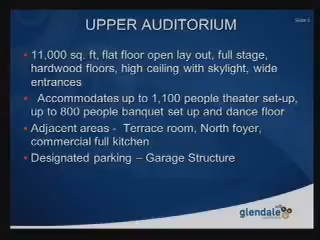 UPPER AUDITORIUM
Slide 5
• 11,000 sq. ft, flat floor open lay out, full stage,
hardwood floors, high ceiling with skylight, wide
entrances
• Accommodates up to 1,100 people theater set-up,
up to 800 people banquet set up and dance floor
• Adjacent areas - Terrace room, North foyer,
commercial full kitchen
• Designated parking – Garage Structure
glendale